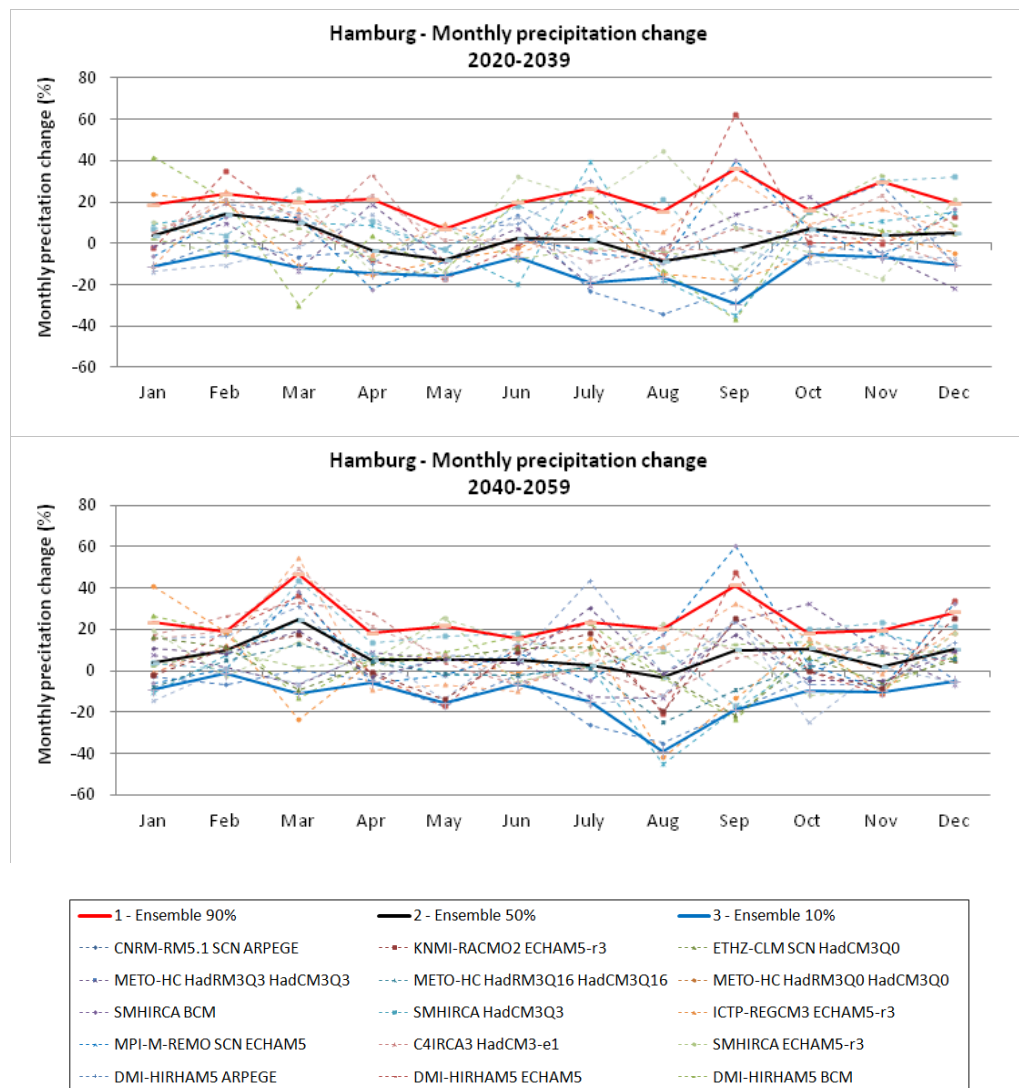 Hamburg - Monthly precipitation change
2020-2039
Monthly precitation change (%)
80
60
40
20
0
-20
-40
-60
Jan Feb Mar Apr May Jun July Aug Sep Oct Nov Dec
Hamburg - Monthly precipitation change
2040-2059
Monthly precitation change (%)
80
60
40
20
0
-20
-40
-60
Jan Feb Mar Apr May Jun July Aug Sep Oct Nov Dec
1 - Ensemble 90% 2 - Ensemble 50% 3 - Ensemble 10%
CNRM-RM5.1 SCN ARPEGE KNMI-RACMO2 ECHAM5-r3 ETHZ-CLM SCN HadCM3Q0
METO-HC HadRM3Q3 HadCM3Q3 METO-HC HadRM3Q16 HadCM3Q16 METO-HC HadRM3Q0 HadCM3Q0
SMHIRCA BCM SMHIRCA HadCM3Q3 ICTP-REGCM3 ECHAM5-r3
MPI-M-REMO SCN ECHAM5 C4IRCA3 HadCM3-e1 SMHIRCA ECHAM5-r3
DMI-HIRHAM5 ARPEGE DMI-HIRHAM5 ECHAM5 DMI-HIRHAM5 BCM